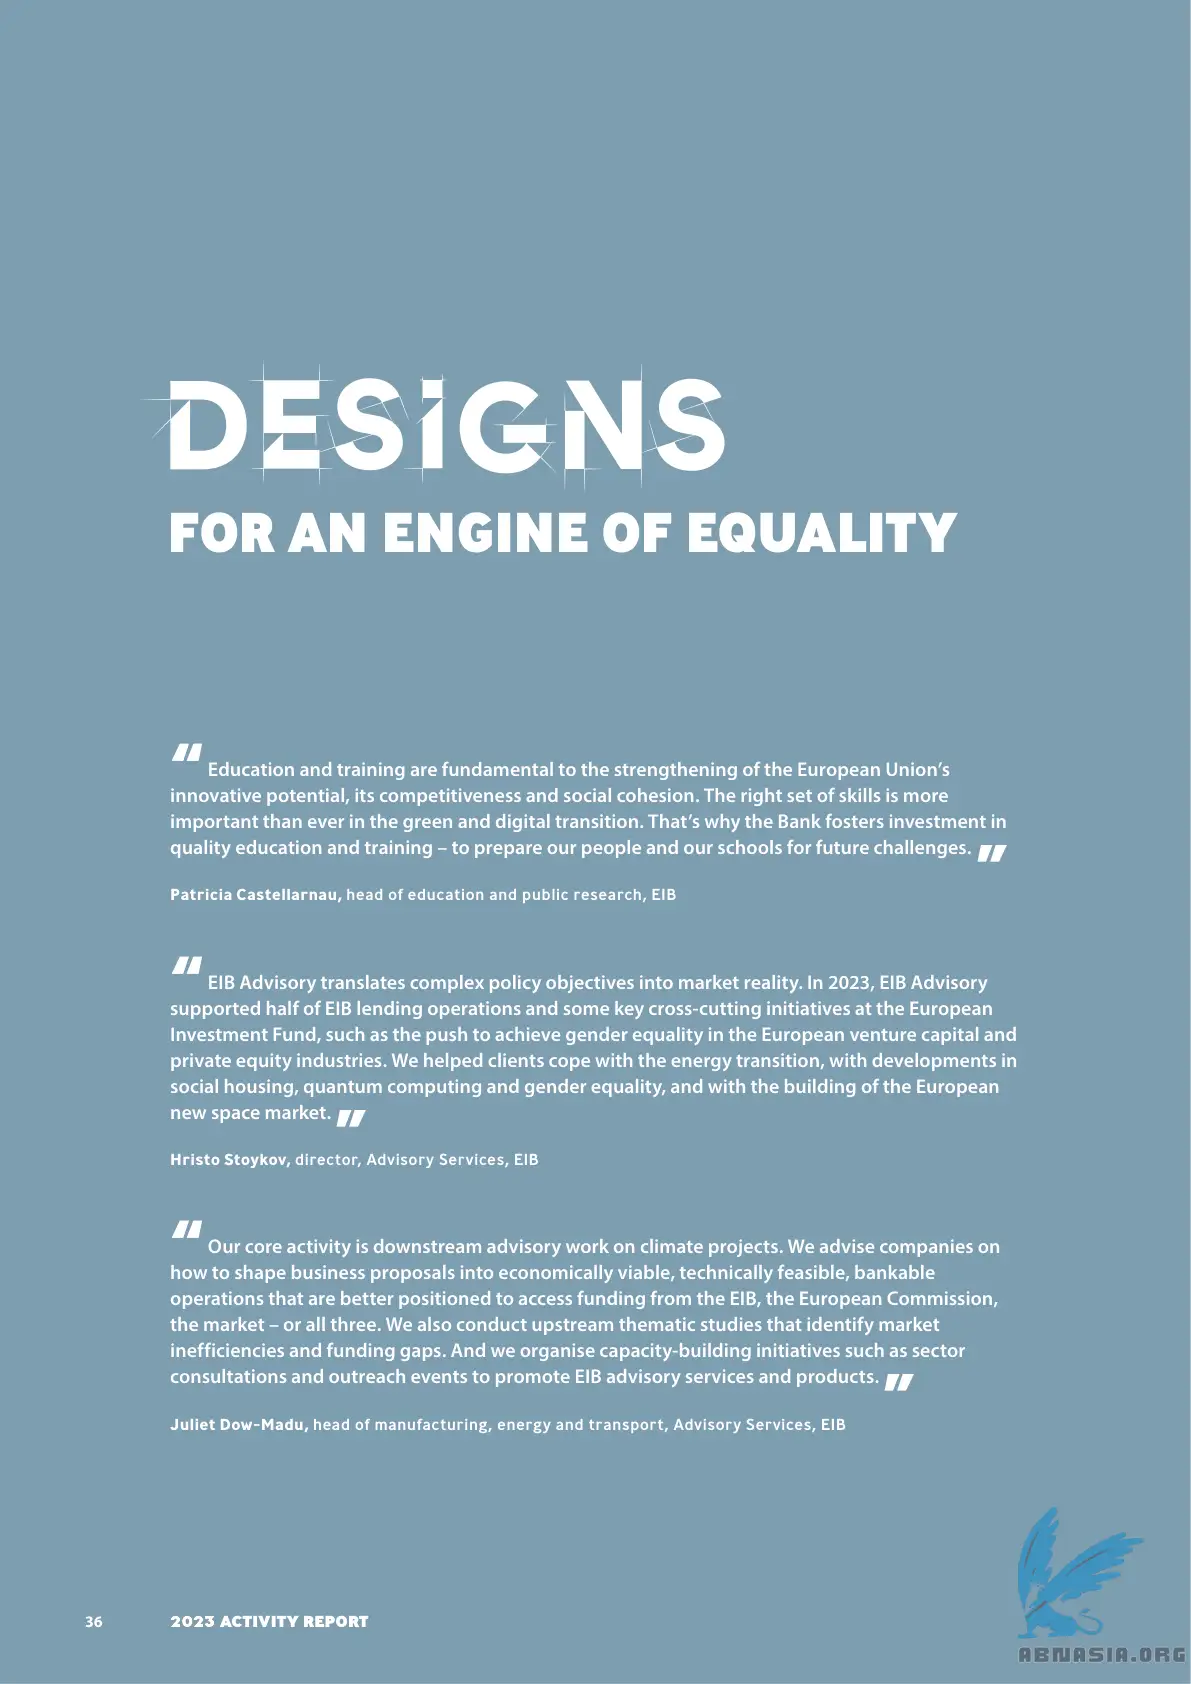 DESIGNS
FOR AN ENGINE OF EQUALITY
" Education and training are fundamental to the strengthening of the European Union’s
innovative potential, its competitiveness and social cohesion. The right set of skills is more
important than ever in the green and digital transition. That’s why the Bank fosters investment in
quality education and training – to prepare our people and our schools for future challenges. "
Patricia Castellarnau, head of education and public research, EIB
" EIB Advisory translates complex policy objectives into market reality. In 2023, EIB Advisory
supported half of EIB lending operations and some key cross-cutting initiatives at the European
Investment Fund, such as the push to achieve gender equality in the European venture capital and
private equity industries. We helped clients cope with the energy transition, with developments in
social housing, quantum computing and gender equality, and with the building of the European
new space market. "
Hristo Stoykov, director, Advisory Services, EIB
" Our core activity is downstream advisory work on climate projects. We advise companies on
how to shape business proposals into economically viable, technically feasible, bankable
operations that are better positioned to access funding from the EIB, the European Commission,
the market – or all three. We also conduct upstream thematic studies that identify market
inefficiencies and funding gaps. And we organise capacity-building initiatives such as sector
consultations and outreach events to promote EIB advisory services and products. "
Juliet Dow-Madu, head of manufacturing, energy and transport, Advisory Services, EIB
36 2023 ACTIVITY REPORT
ABNASIA.ORG